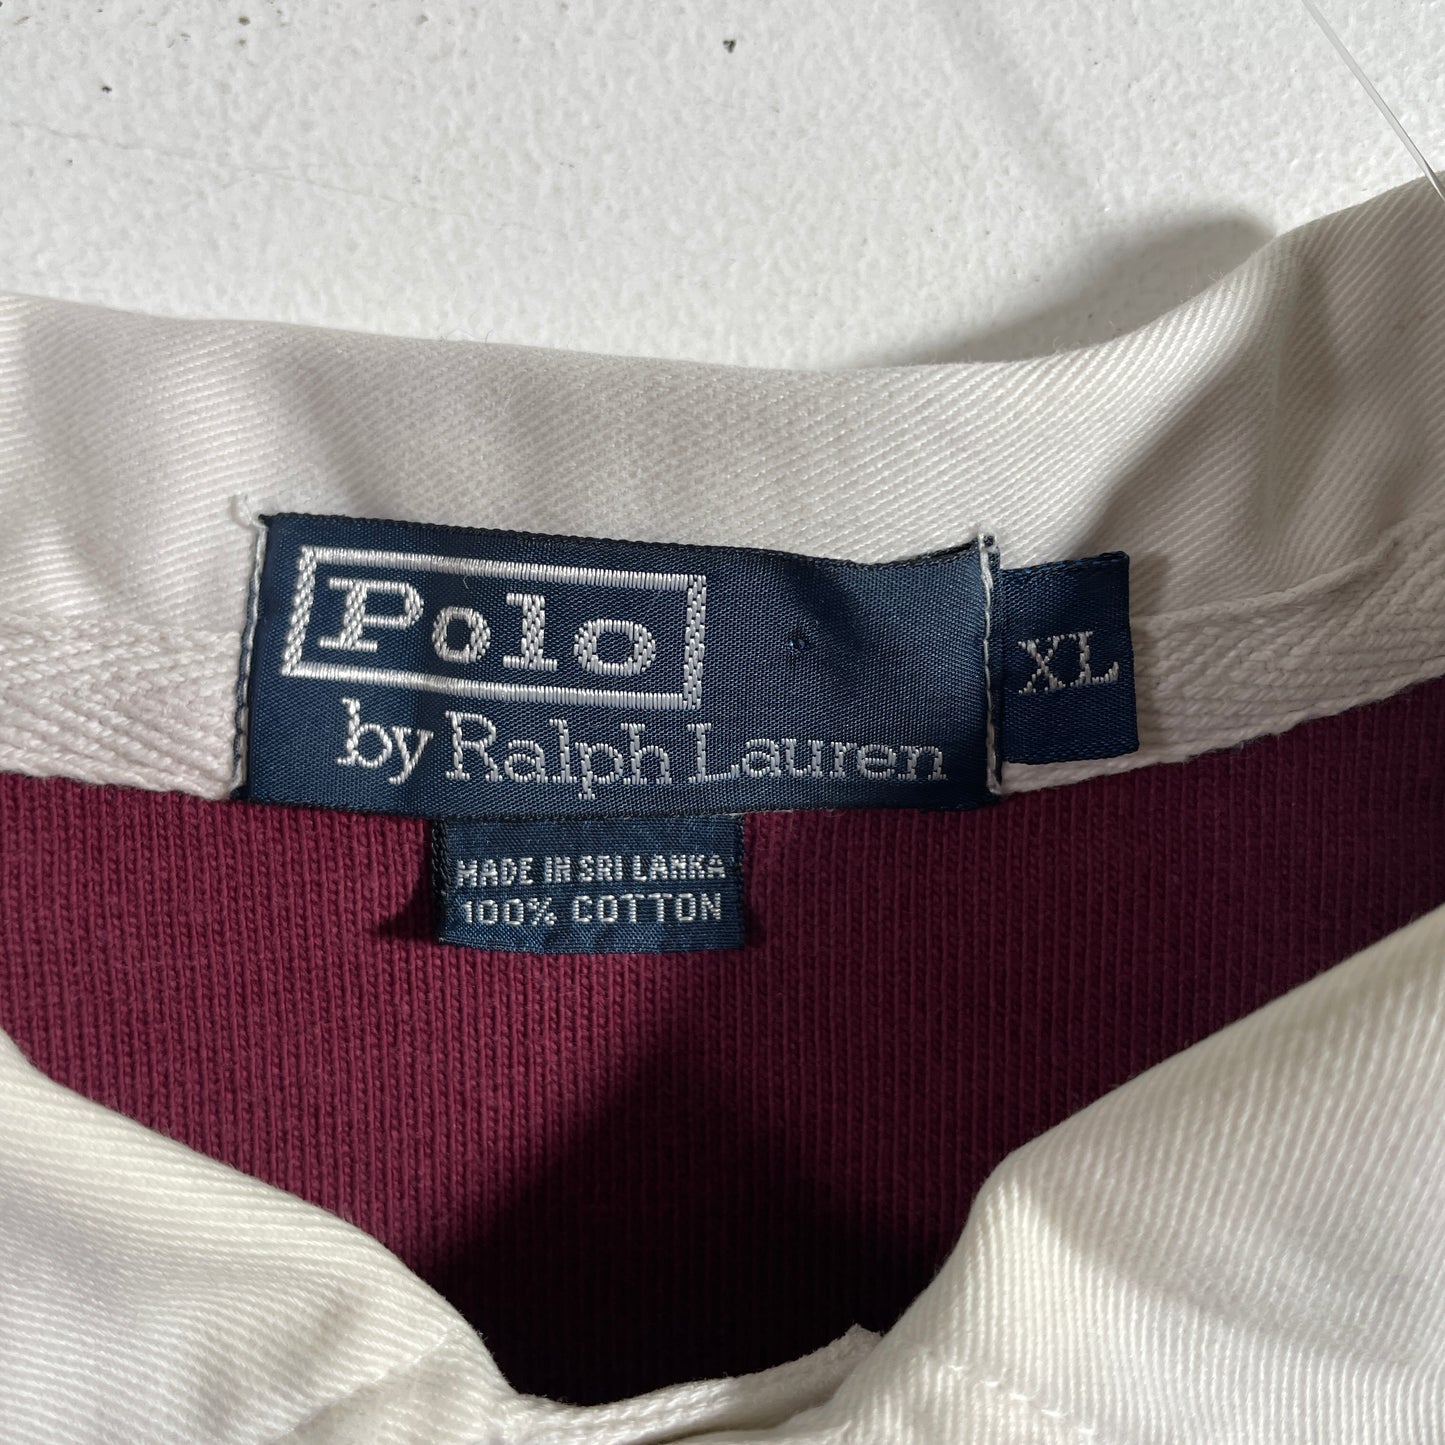 Polo
by Ralph Lauren
XL
MADE IN SRI LANKA
100% COTTON